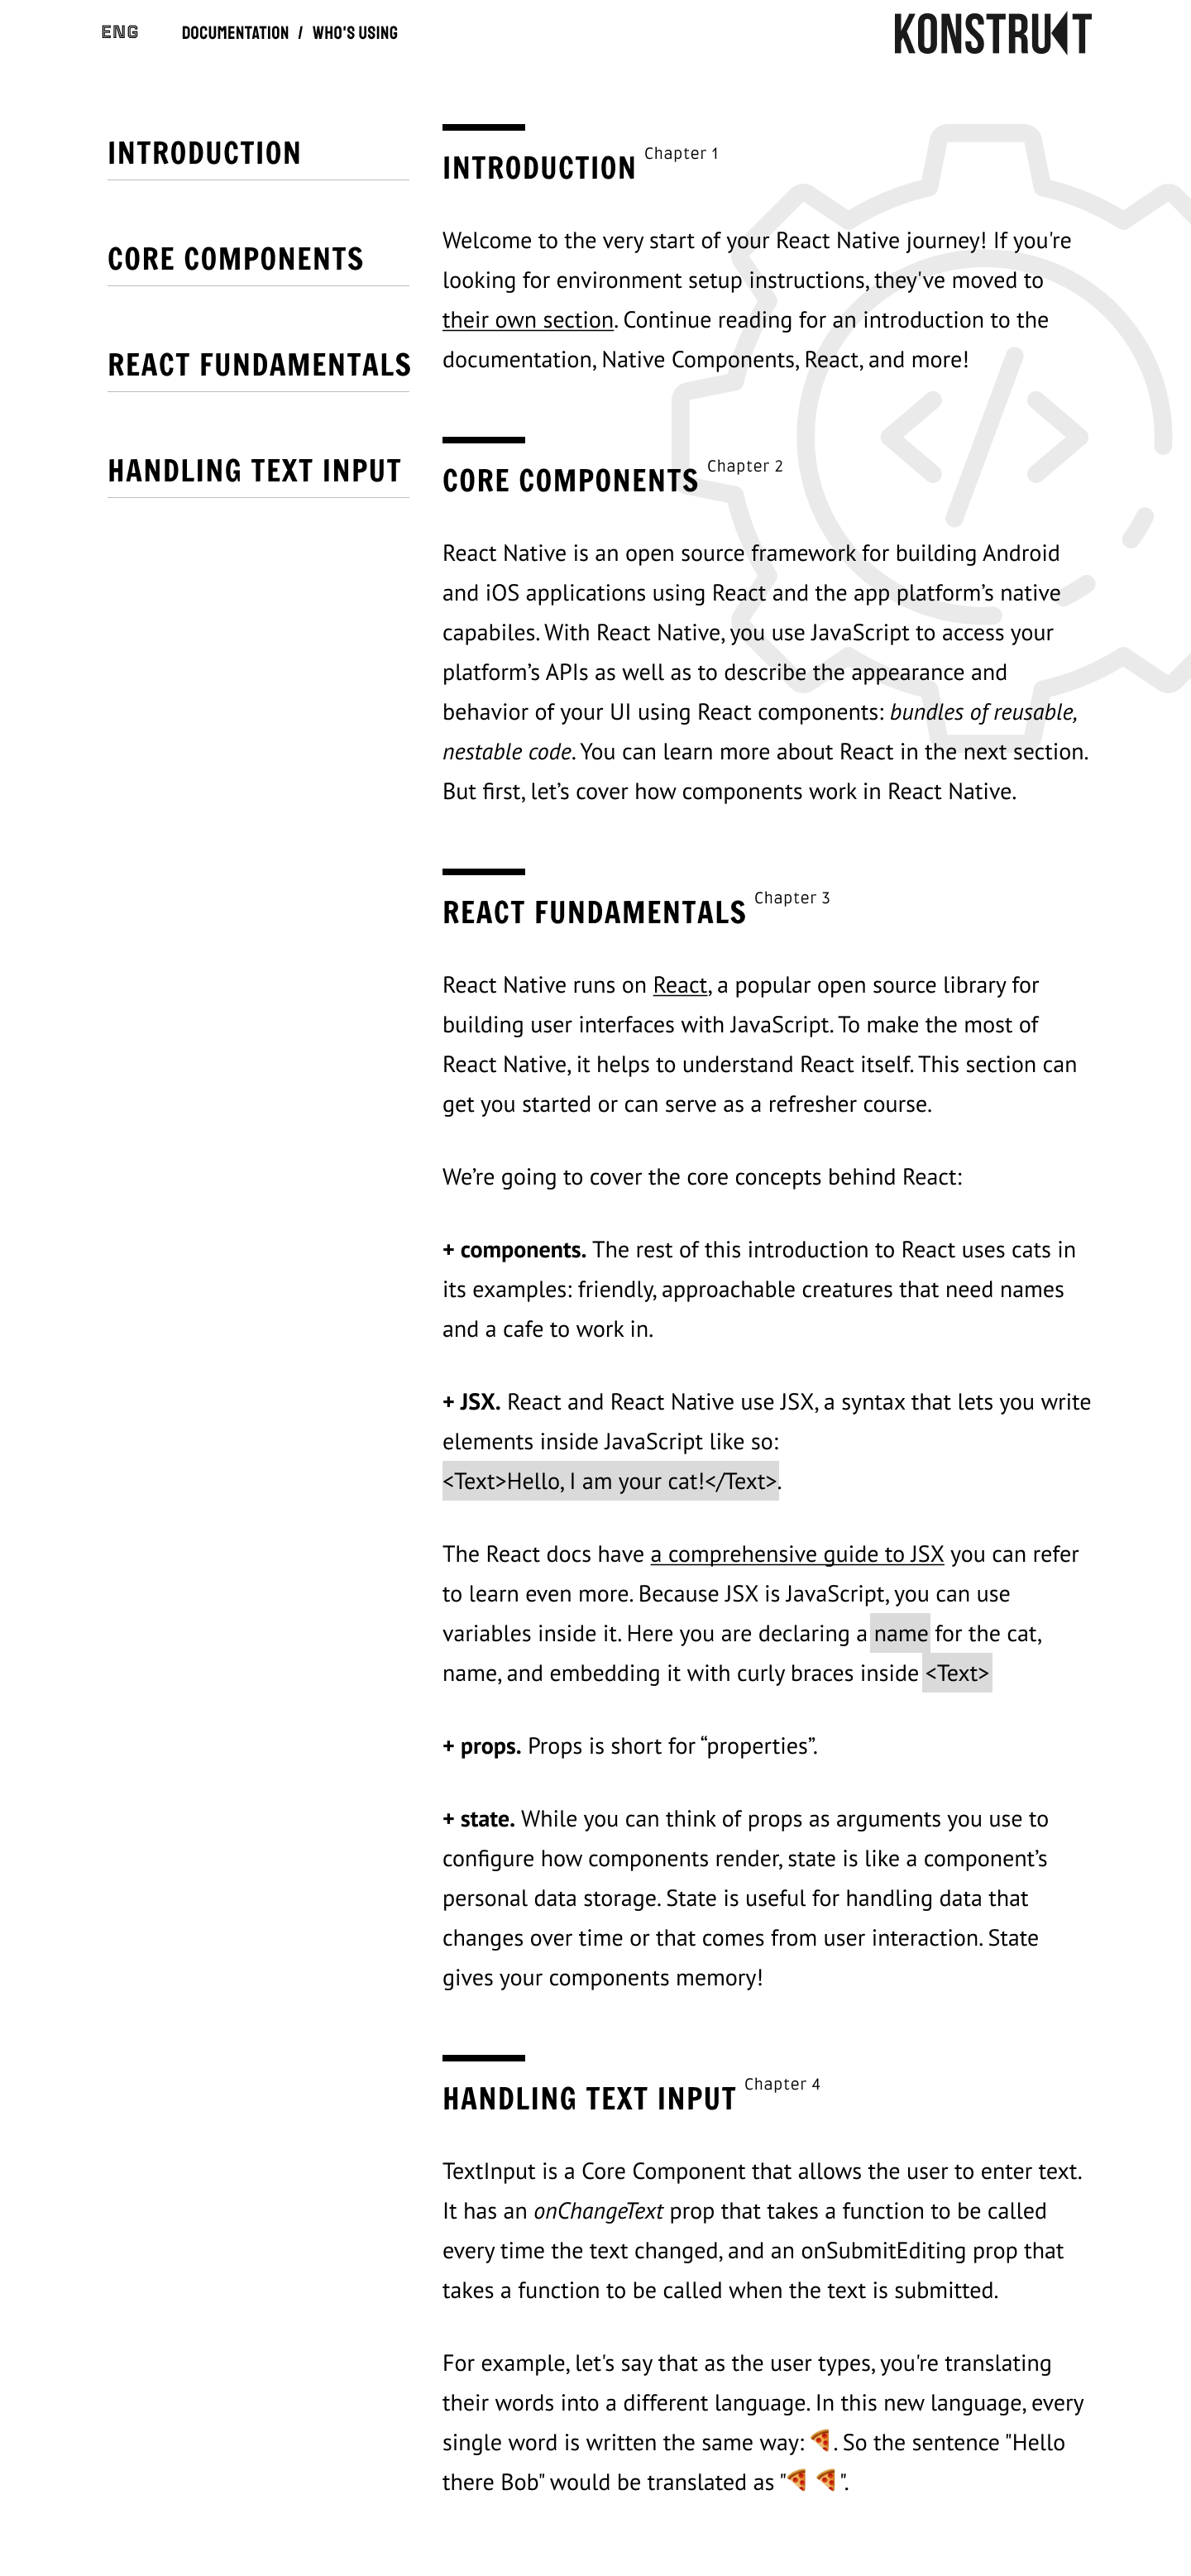 ENG
DOCUMENTATION / WHO'S USING
KONSTRUKT
INTRODUCTION
CORE COMPONENTS
REACT FUNDAMENTALS
HANDLING TEXT INPUT
INTRODUCTION Chapter 1
Welcome to the very start of your React Native journey! If you're
looking for environment setup instructions, they've moved to
their own section. Continue reading for an introduction to the
documentation, Native Components, React, and more!
CORE COMPONENTS Chapter 2
React Native is an open source framework for building Android
and iOS applications using React and the app platform’s native
capabiles. With React Native, you use JavaScript to access your
platform’s APIs as well as to describe the appearance and
behavior of your UI using React components: bundles of reusable,
nestable code. You can learn more about React in the next section.
But first, let’s cover how components work in React Native.
REACT FUNDAMENTALS Chapter 3
React Native runs on React, a popular open source library for
building user interfaces with JavaScript. To make the most of
React Native, it helps to understand React itself. This section can
get you started or can serve as a refresher course.
We’re going to cover the core concepts behind React:
+ components. The rest of this introduction to React uses cats in
its examples: friendly, approachable creatures that need names
and a cafe to work in.
+ JSX. React and React Native use JSX, a syntax that lets you write
elements inside JavaScript like so:
<Text>Hello, I am your cat!</Text>.
The React docs have a comprehensive guide to JSX you can refer
to learn even more. Because JSX is JavaScript, you can use
variables inside it. Here you are declaring a name for the cat,
name, and embedding it with curly braces inside <Text>
+ props. Props is short for “properties”.
+ state. While you can think of props as arguments you use to
configure how components render, state is like a component’s
personal data storage. State is useful for handling data that
changes over time or that comes from user interaction. State
gives your components memory!
HANDLING TEXT INPUT Chapter 4
TextInput is a Core Component that allows the user to enter text.
It has an onChangeText prop that takes a function to be called
every time the text changed, and an onSubmitEditing prop that
takes a function to be called when the text is submitted.
For example, let's say that as the user types, you're translating
their words into a different language. In this new language, every
single word is written the same way: 🍕. So the sentence "Hello
there Bob" would be translated as "🍕 🍕".